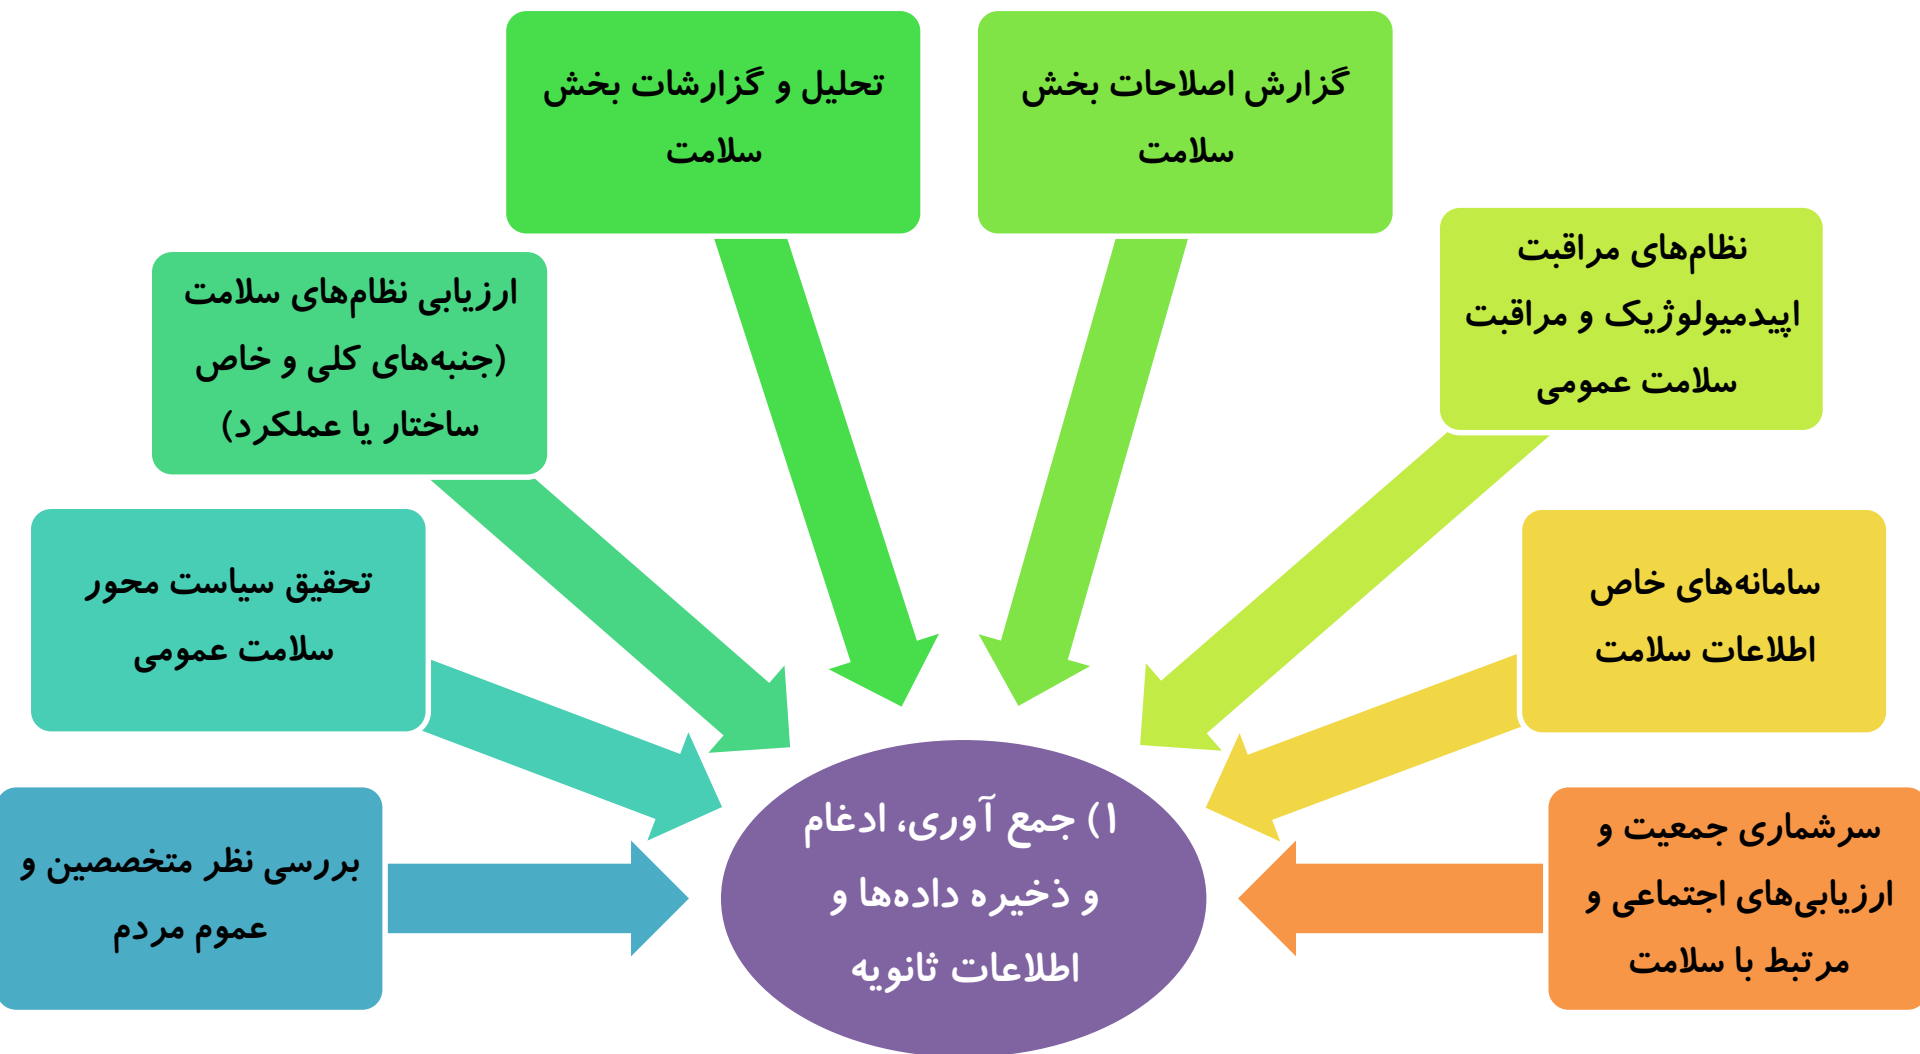 گزارش اصلاحات بخش
سلامت
تحلیل و گزارشات بخش
سلامت
نظام‌های مراقبت
اپیدمیولوژیک و مراقبت
سلامت عمومی
ارزیابی نظام‌های سلامت
(جنبه‌های کلی و خاص
ساختار یا عملکرد)
سامانه‌های خاص
اطلاعات سلامت
تحقیق سیاست محور
سلامت عمومی
سرشماری جمعیت و
ارزیابی‌های اجتماعی و
مرتبط با سلامت
۱) جمع آوری، ادغام
و ذخیره داده‌ها و
اطلاعات ثانویه
بررسی نظر متخصصین و
عموم مردم